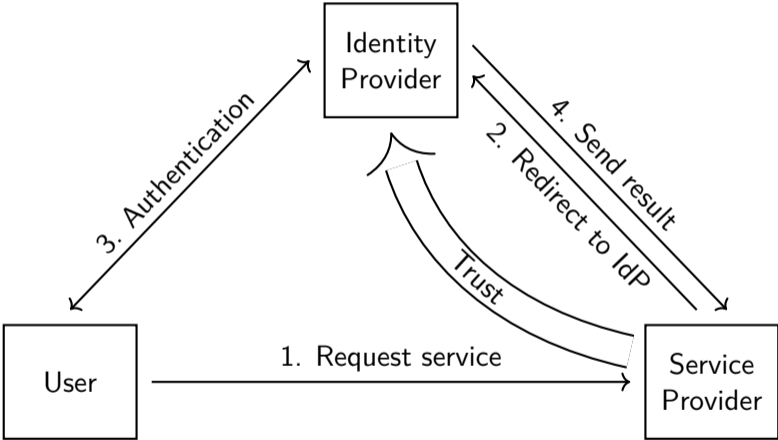 Identity
Provider
3. Authentication
4. Send result
2. Redirect to IdP
Trust
1. Request service
User
Service
Provider